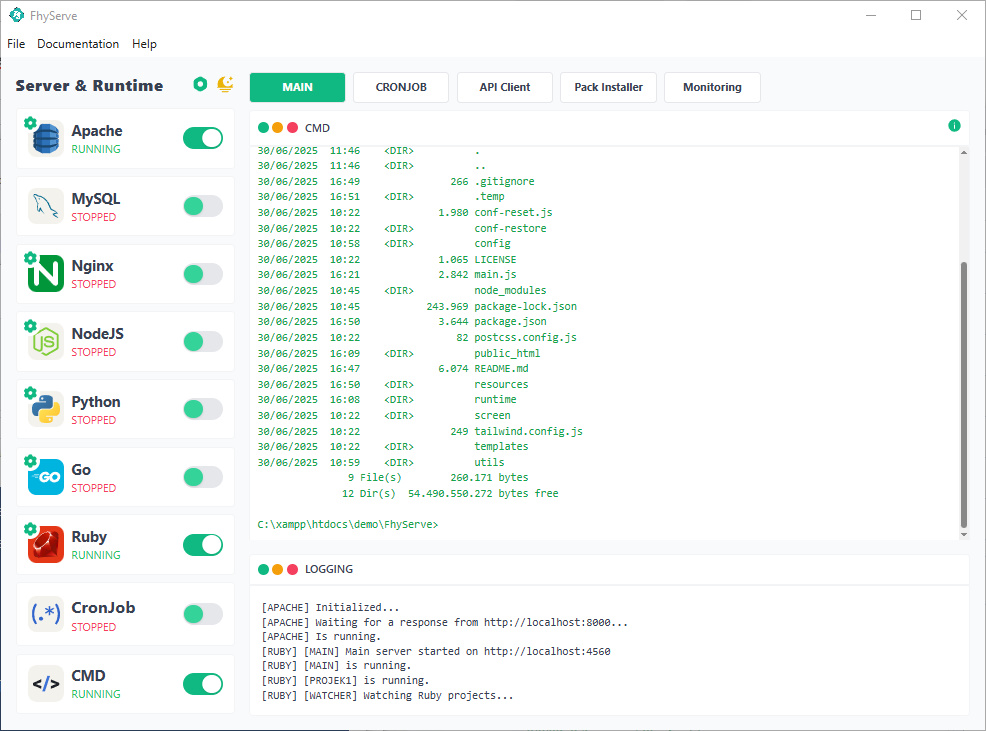 FhyServe
File Documentation Help
Server & Runtime
Apache
RUNNING
MySQL
STOPPED
Nginx
STOPPED
JS
NodeJS
STOPPED
Python
STOPPED
GO
Go
STOPPED
Ruby
RUNNING
(.*)
CronJob
STOPPED
</>
CMD
RUNNING
MAIN CRONJOB API Client Pack Installer Monitoring
CMD
30/06/2025 11:46 <DIR> .
30/06/2025 11:46 <DIR> ..
30/06/2025 16:49 266 .gitignore
30/06/2025 16:51 <DIR> .temp
30/06/2025 10:22 1.980 conf-reset.js
30/06/2025 10:22 <DIR> conf-restore
30/06/2025 10:58 <DIR> config
30/06/2025 10:22 1.065 LICENSE
30/06/2025 16:21 2.842 main.js
30/06/2025 10:45 <DIR> node_modules
30/06/2025 10:45 243.969 package-lock.json
30/06/2025 16:50 3.644 package.json
30/06/2025 10:22 82 postcss.config.js
30/06/2025 16:09 <DIR> public_html
30/06/2025 16:47 6.074 README.md
30/06/2025 16:50 <DIR> resources
30/06/2025 16:08 <DIR> runtime
30/06/2025 10:22 <DIR> screen
30/06/2025 10:22 249 tailwind.config.js
30/06/2025 10:22 <DIR> templates
30/06/2025 10:59 <DIR> utils
9 File(s) 260.171 bytes
12 Dir(s) 54.490.550.272 bytes free
C:\xampp\htdocs\demo\FhyServe>
LOGGING
[APACHE] Initialized...
[APACHE] Waiting for a response from http://localhost:8000...
[APACHE] Is running.
[RUBY] [MAIN] Main server started on http://localhost:4560
[RUBY] [MAIN] is running.
[RUBY] [PROJEK1] is running.
[RUBY] [WATCHER] Watching Ruby projects...